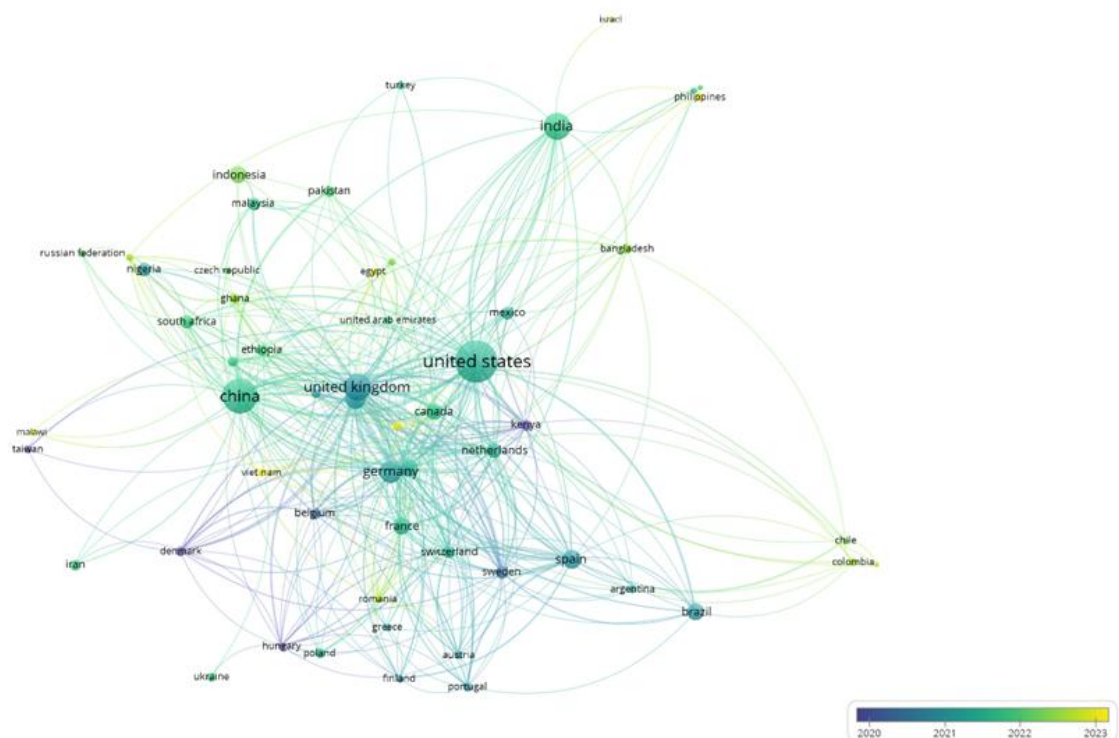 israel
turkey
philippines
india
indonesia
pakistan
malaysia
bangladesh
russian federation
nigeria
czech republic
egypt
ghana
south africa
united arab emirates
mexico
ethiopia
united states
united kingdom
china
canada
kenya
malawi
taiwan
netherlands
viet nam
germany
belgium
france
denmark
switzerland
iran
sweden
spain
chile
colombia
argentina
romania
brazil
greece
hungary
poland
austria
ukraine
finland
portugal
2020 2021 2022 2023